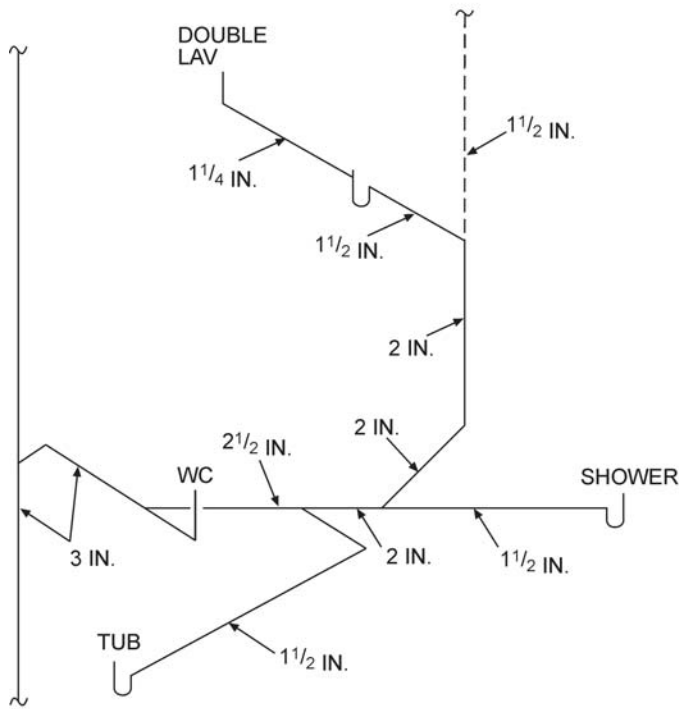 DOUBLE
LAV
1 1/2 IN.
1 1/4 IN.
1 1/2 IN.
2 IN.
2 IN.
2 1/2 IN.
WC
SHOWER
3 IN.
2 IN.
1 1/2 IN.
TUB
1 1/2 IN.